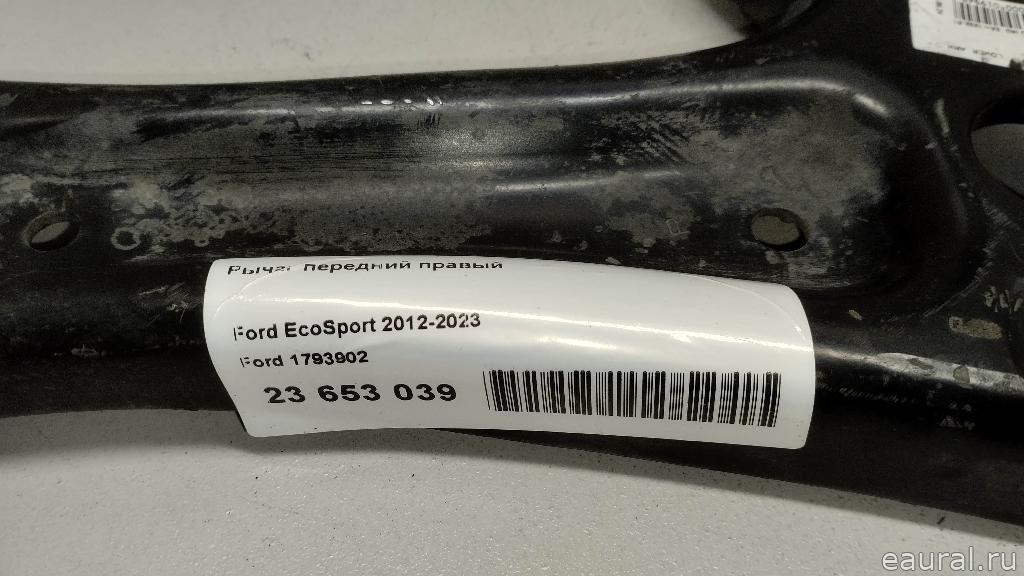 Рычаг передний правый
Ford EcoSport 2012-2023
Ford 1793902
23 653 039
eaural.ru